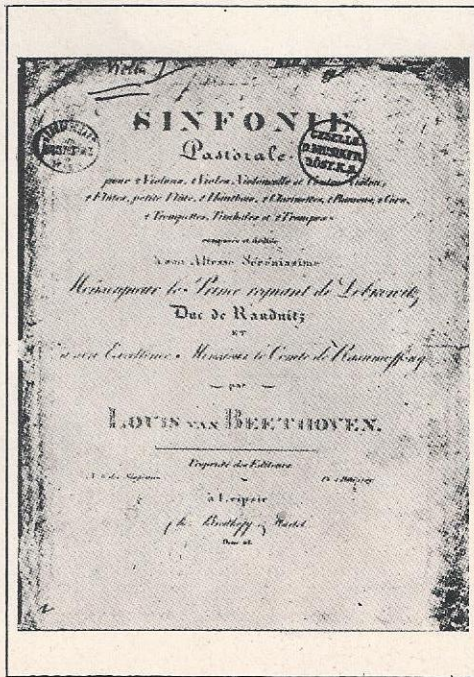 SINFONIE
Pastorale
pour 2 Violons, 2 Violes, Violoncelle et Contre-Violon,
2 Flûtes, petite Flûte, 2 Hautbois, 2 Clarinettes, 2 Bassons, 2 Cors,
2 Trompettes, Timbales et 2 Trompes
composée et dédiée
à son Altesse Sérénissime
Monseigneur le Prince regnant de Lobkowitz
Duc de Raudnitz
ET
à son Excellence Monsieur le Comte de Rasumoffsky
par
LOUIS VAN BEETHOVEN.
Propriété des Editeurs
à Leipsic
Breitkopf & Härtel